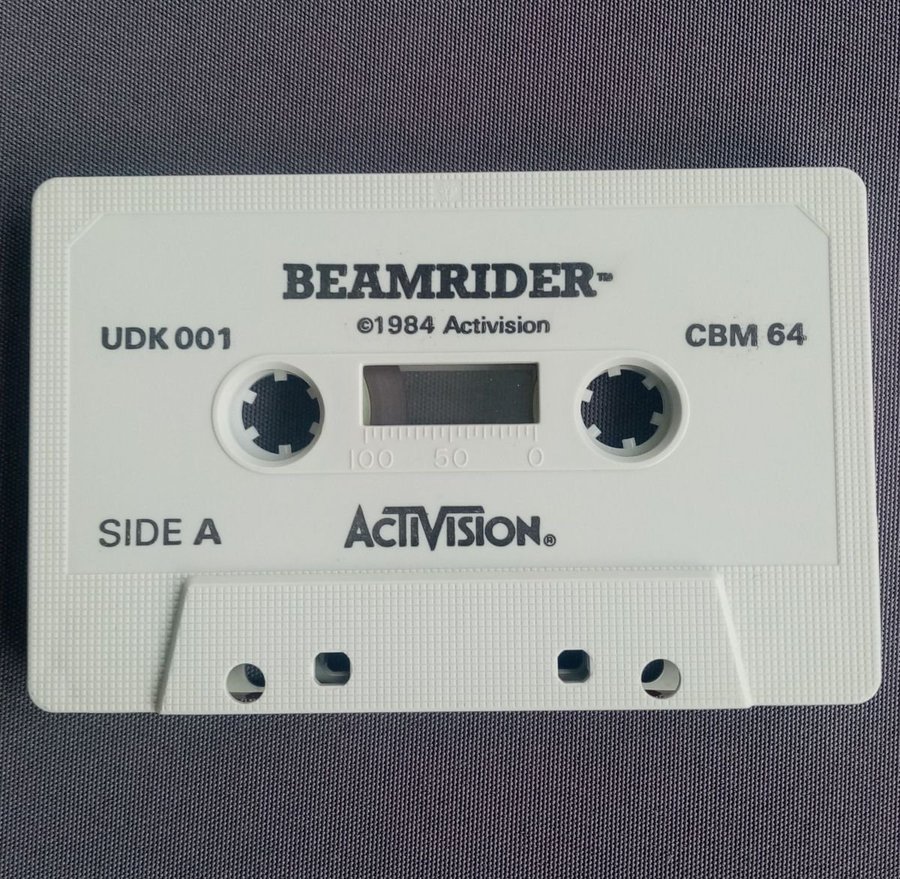 BEAMRIDER™
©1984 Activision
UDK 001
CBM 64
100 50 0
SIDE A
ACTIVISION®